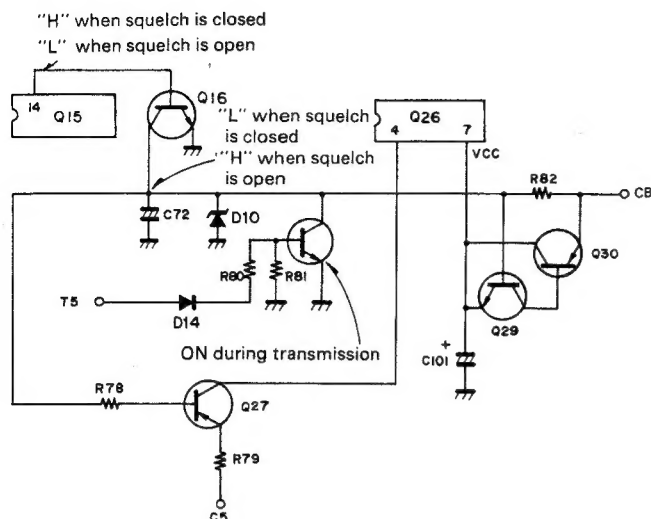 "H" when squelch is closed
"L" when squelch is open
14
Q15
Q16
"L" when squelch
is closed
"H" when squelch
is open
4
Q26
7
VCC
R82
CB
C72
D10
R80
R81
Q30
T5
D14
Q29
ON during transmission
+
C101
R78
Q27
R79
C5